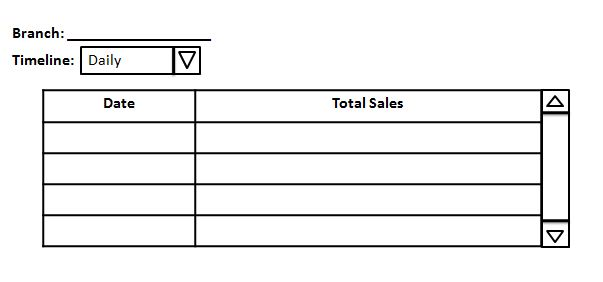 Branch:
Timeline: Daily
Date Total Sales